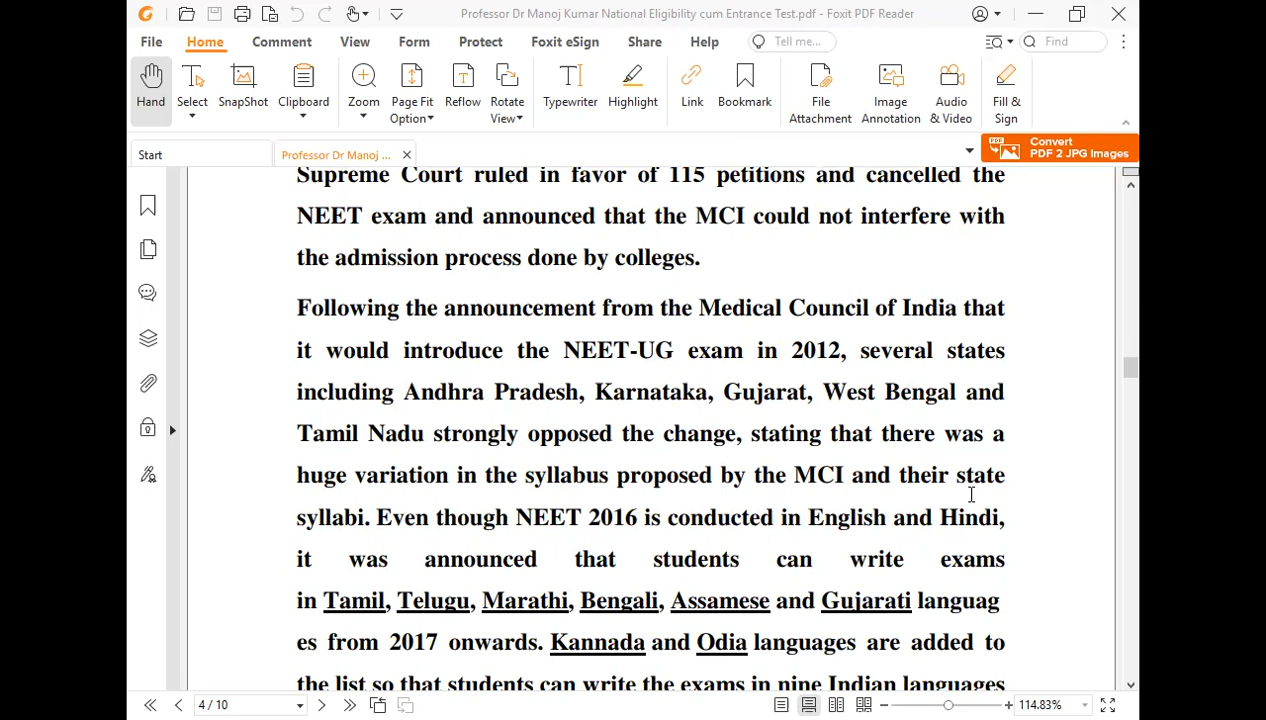 Professor Dr Manoj Kumar National Eligibility cum Entrance Test.pdf - Foxit PDF Reader
File Home Comment View Form Protect Foxit eSign Share Help Tell me... Find
Hand Select SnapShot Clipboard Zoom Page Fit Option Reflow Rotate View Typewriter Highlight Link Bookmark File Attachment Image Annotation Audio & Video Fill & Sign
Start Professor Dr Manoj ...
PDF Convert
PDF 2 JPG Images
Supreme Court ruled in favor of 115 petitions and cancelled the
NEET exam and announced that the MCI could not interfere with
the admission process done by colleges.
Following the announcement from the Medical Council of India that
it would introduce the NEET-UG exam in 2012, several states
including Andhra Pradesh, Karnataka, Gujarat, West Bengal and
Tamil Nadu strongly opposed the change, stating that there was a
huge variation in the syllabus proposed by the MCI and their state
syllabi. Even though NEET 2016 is conducted in English and Hindi,
it was announced that students can write exams
in Tamil, Telugu, Marathi, Bengali, Assamese and Gujarati languag
es from 2017 onwards. Kannada and Odia languages are added to
the list so that students can write the exams in nine Indian languages
4 / 10 114.83%